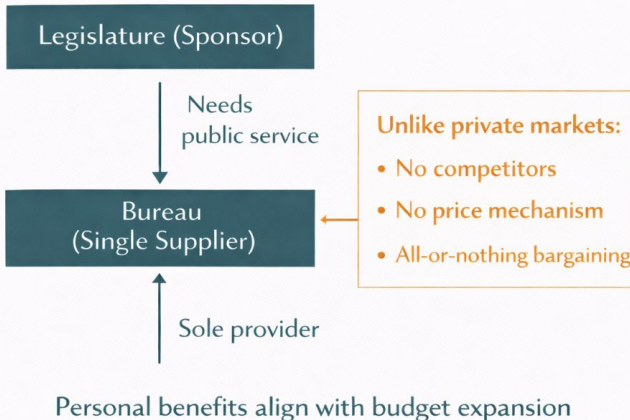 Legislature (Sponsor)
Needs
public service
Unlike private markets:
• No competitors
• No price mechanism
• All-or-nothing bargaining
Bureau
(Single Supplier)
Sole provider
Personal benefits align with budget expansion